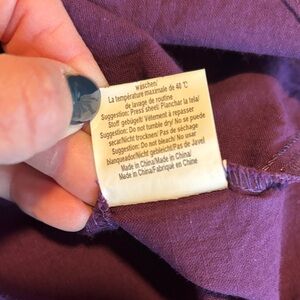 waschen/
La température maximale de 40 °C
de lavage de routine
Suggestion: Press sheel/ Planchar la tela/
Stoff gebügelt/ Vêtement à repasser
Suggestion: Do not tumble dry/ No se puede
secar/Nicht trocknen/ Pas de séchage
Suggestion: Do not bleach/ No usar
blanqueador/Nicht gebleicht/Pas de Javel
Made in China/Made in China/
Made in China/Fabriqué en Chine